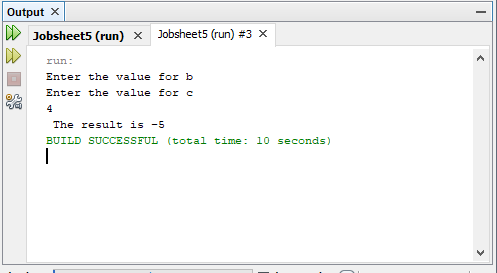 Output
Jobsheet5 (run) Jobsheet5 (run) #3
run:
Enter the value for b
Enter the value for c
4
The result is -5
BUILD SUCCESSFUL (total time: 10 seconds)